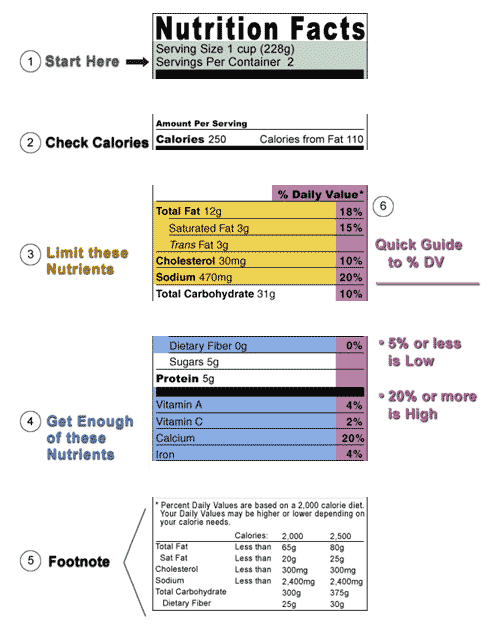 Nutrition Facts
Serving Size 1 cup (228g)
1 Start Here
Servings Per Container 2
Amount Per Serving
2 Check Calories
Calories 250 Calories from Fat 110
% Daily Value*
Total Fat 12g 18%
6
Saturated Fat 3g 15%
Trans Fat 3g
Quick Guide
to % DV
3 Limit these
Nutrients
Cholesterol 30mg 10%
Sodium 470mg 20%
Total Carbohydrate 31g 10%
Dietary Fiber 0g 0%
Sugars 5g
Protein 5g
• 5% or less
is Low
• 20% or more
is High
4 Get Enough
of these
Nutrients
Vitamin A 4%
Vitamin C 2%
Calcium 20%
Iron 4%
5 Footnote
* Percent Daily Values are based on a 2,000 calorie diet.
Your Daily Values may be higher or lower depending on
your calorie needs.
Calories: 2,000 2,500
Total Fat Less than 65g 80g
Sat Fat Less than 20g 25g
Cholesterol Less than 300mg 300mg
Sodium Less than 2,400mg 2,400mg
Total Carbohydrate 300g 375g
Dietary Fiber 25g 30g